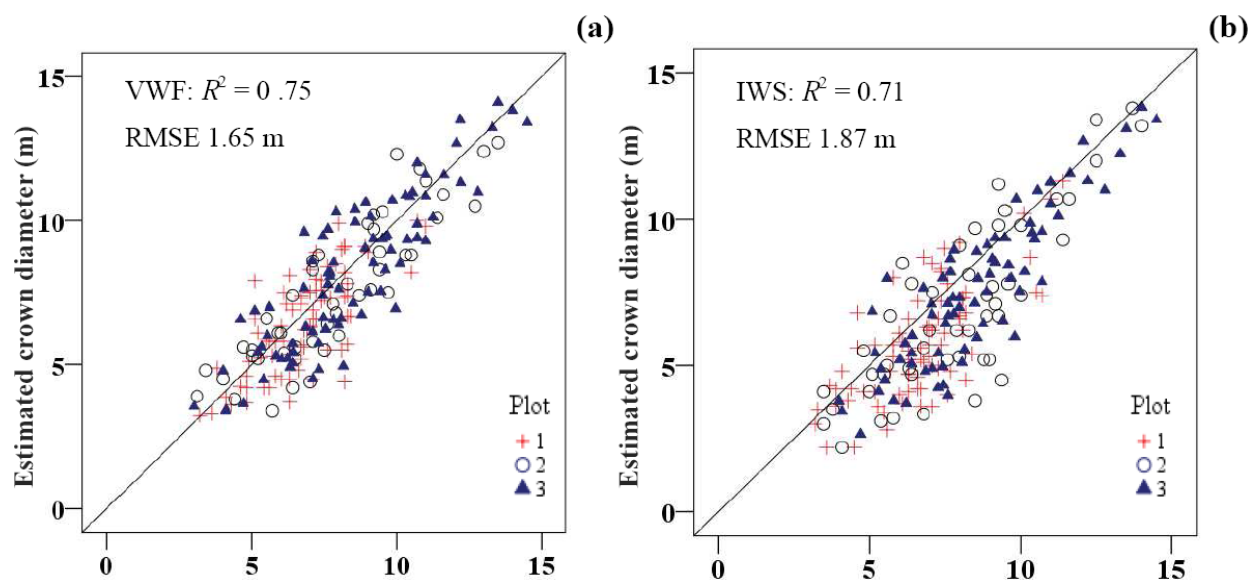 (a)
VWF: R² = 0 .75
RMSE 1.65 m
Estimated crown diameter (m)
15
10
5
0
Plot
1
2
3
0 5 10 15
(b)
IWS: R² = 0.71
RMSE 1.87 m
Estimated crown diameter (m)
15
10
5
0
Plot
1
2
3
0 5 10 15